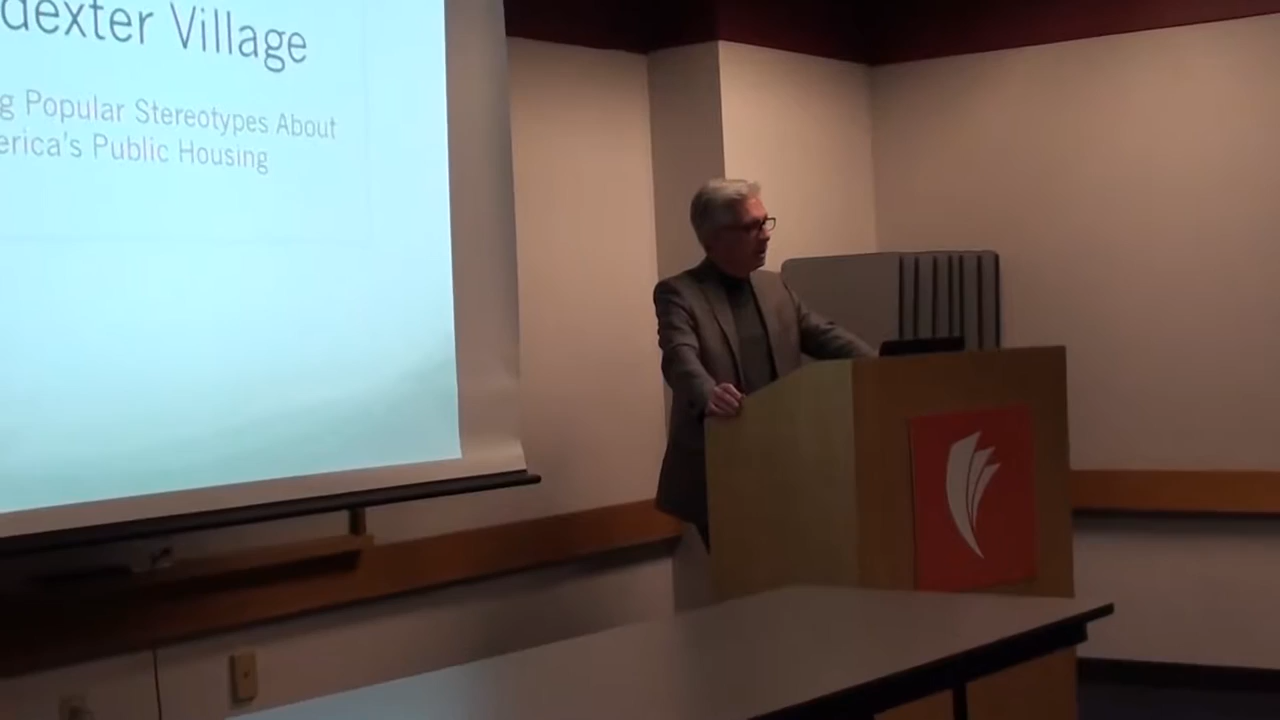 dexter Village
g Popular Stereotypes About
erica's Public Housing